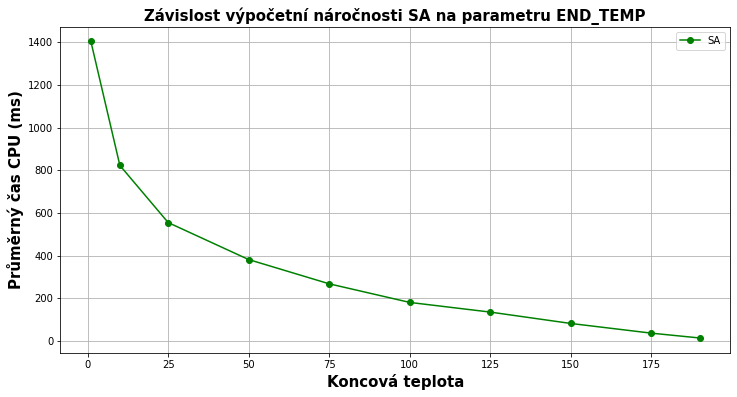 Závislost výpočetní náročnosti SA na parametru END_TEMP
SA
Průměrný čas CPU (ms)
1400
1200
1000
800
600
400
200
0
0 25 50 75 100 125 150 175
Koncová teplota